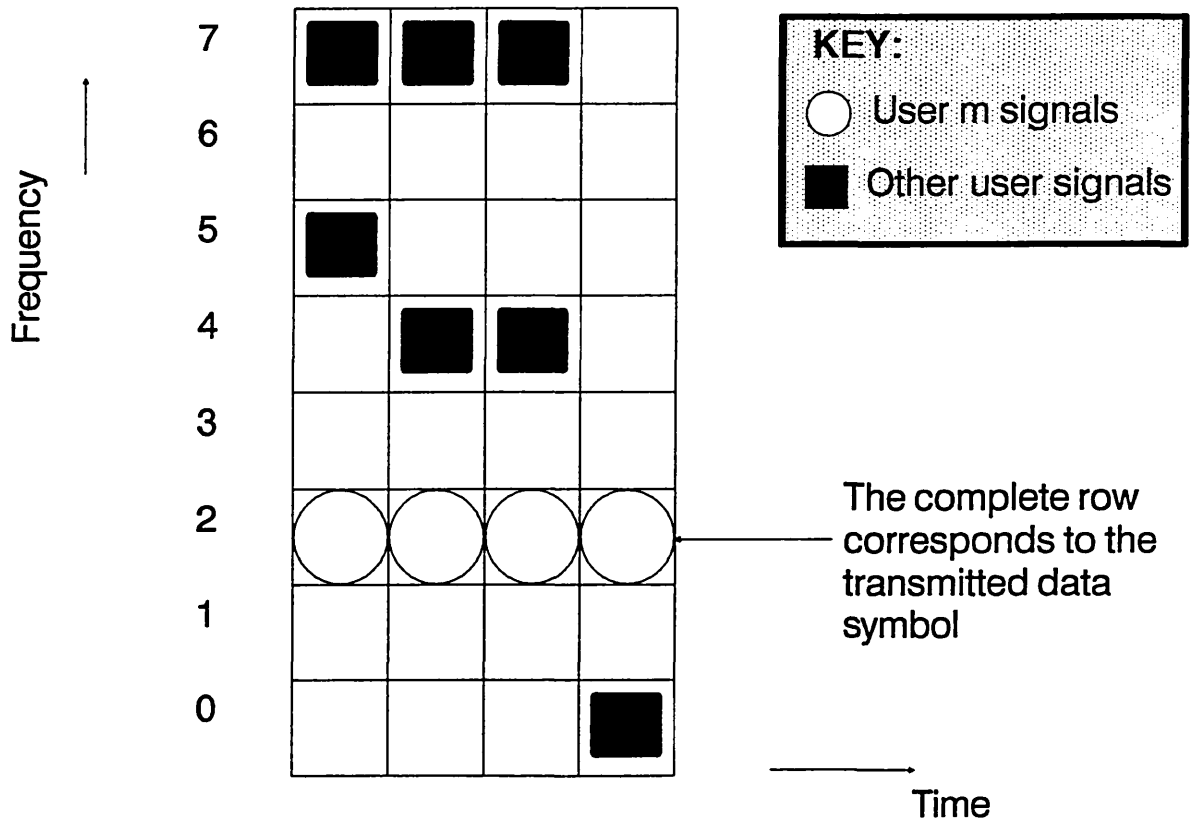 7
6
5
4
3
2
1
0
Frequency
Time
KEY:
User m signals
Other user signals
The complete row
corresponds to the
transmitted data
symbol